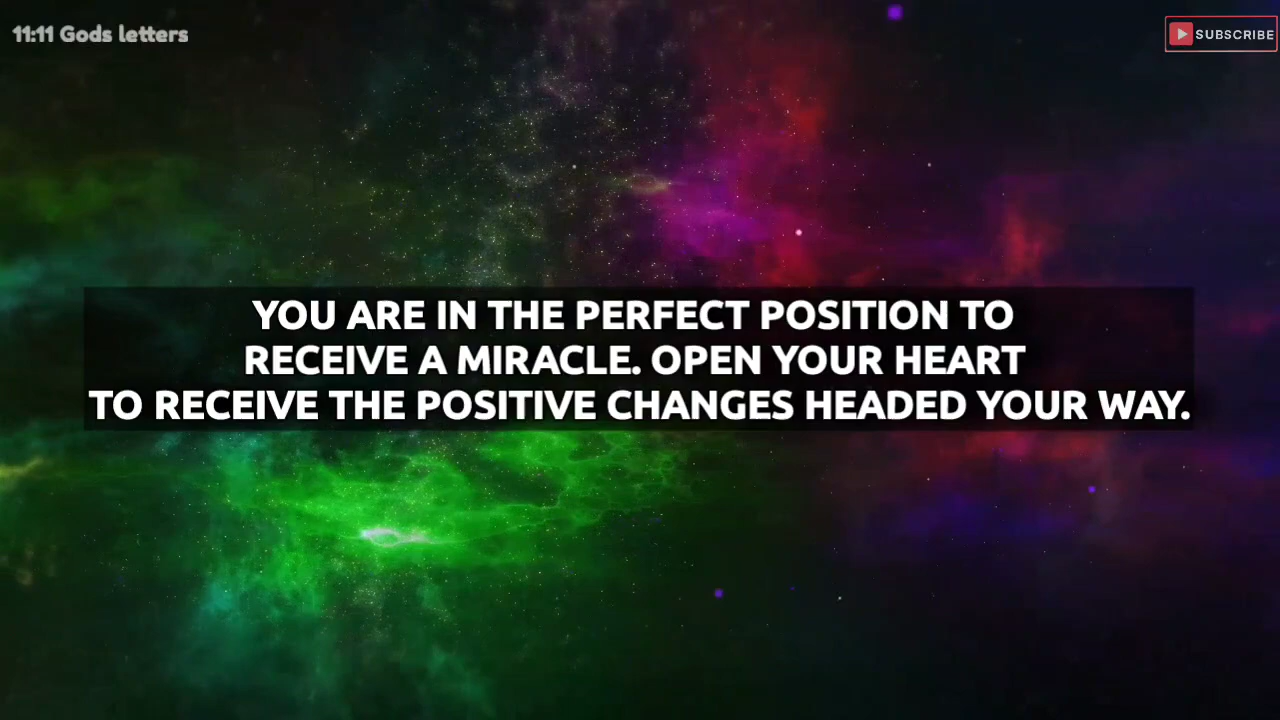 11:11 Gods letters
SUBSCRIBE
YOU ARE IN THE PERFECT POSITION TO
RECEIVE A MIRACLE. OPEN YOUR HEART
TO RECEIVE THE POSITIVE CHANGES HEADED YOUR WAY.